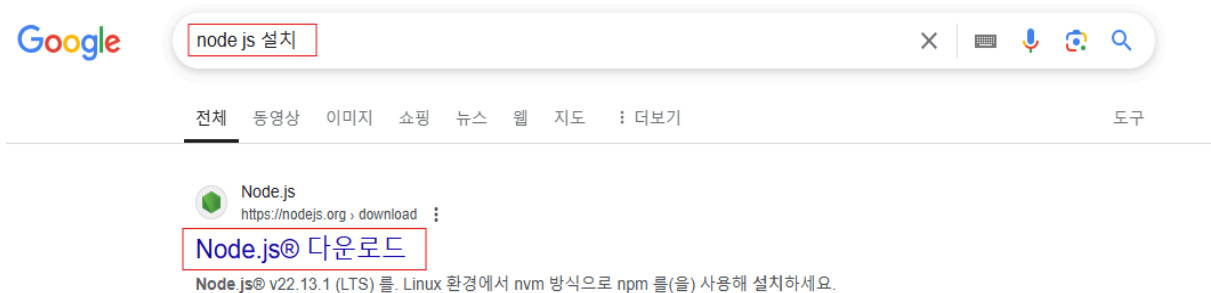 Google
node js 설치
전체 동영상 이미지 쇼핑 뉴스 웹 지도 ⋮ 더보기 도구
Node.js
https://nodejs.org › download ⋮
Node.js® 다운로드
Node.js® v22.13.1 (LTS) 를. Linux 환경에서 nvm 방식으로 npm 를(을) 사용해 설치하세요.